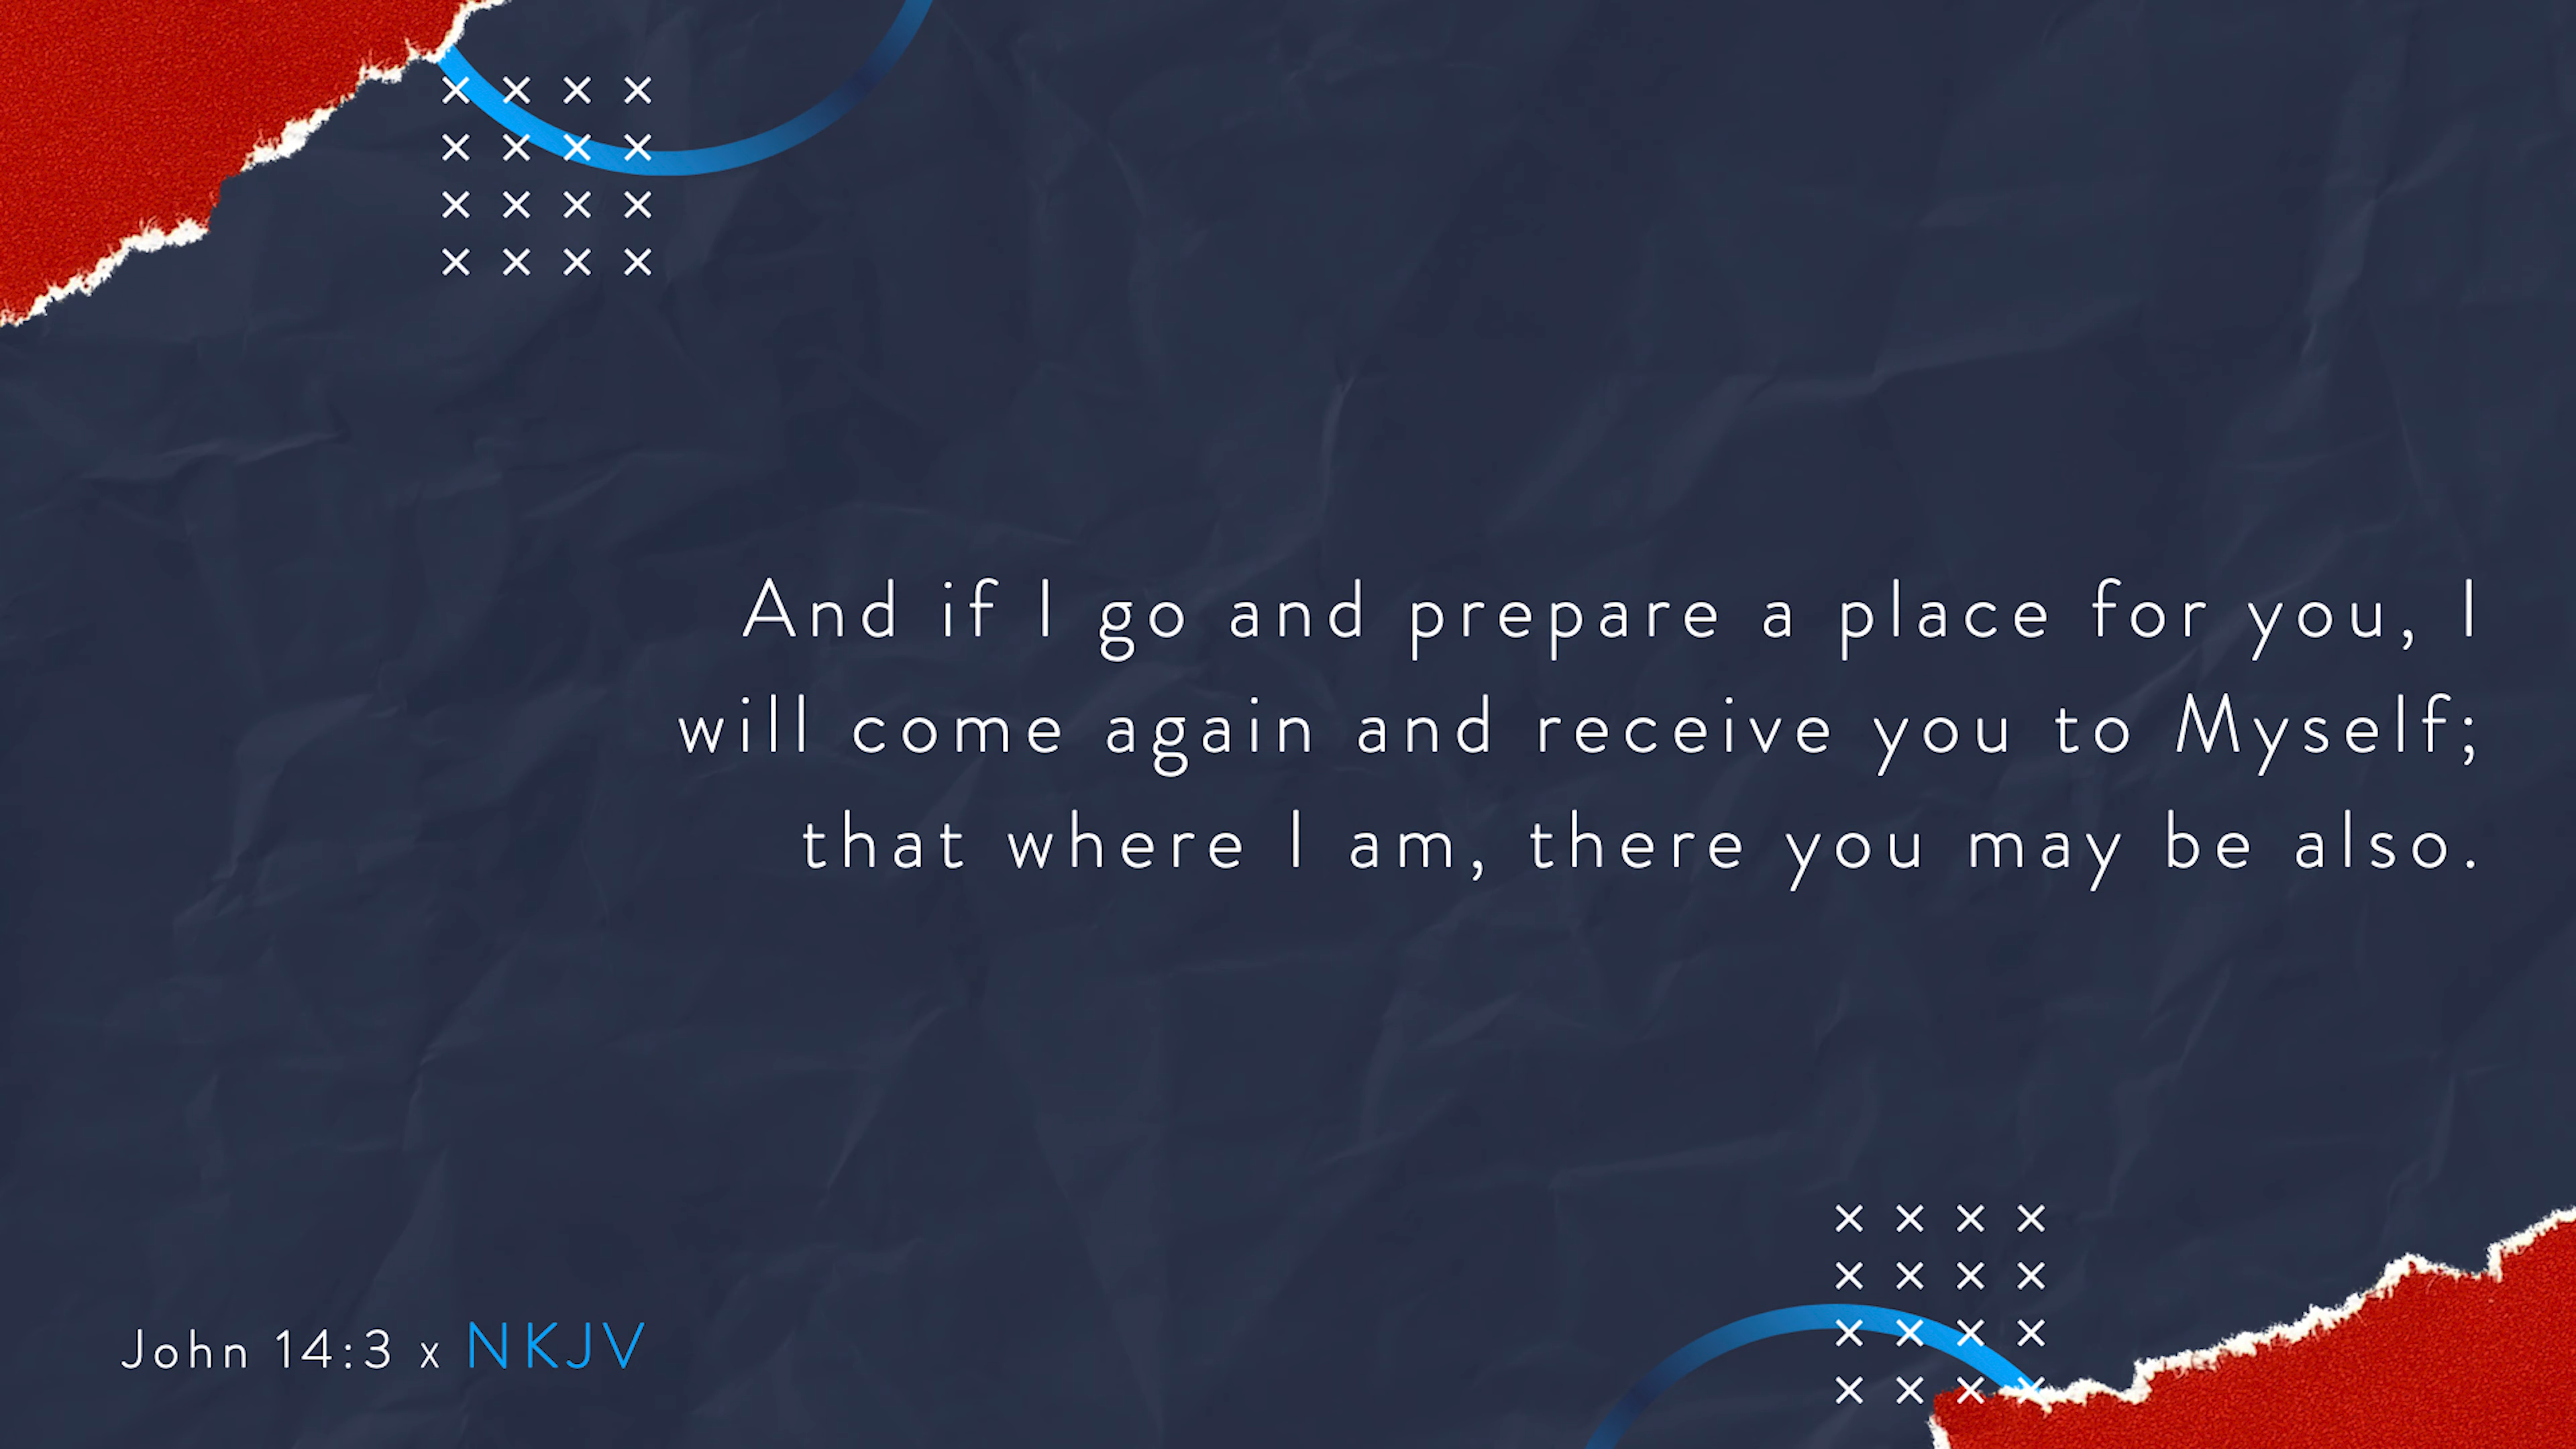 And if I go and prepare a place for you, I
will come again and receive you to Myself;
that where I am, there you may be also.
John 14:3 x NKJV